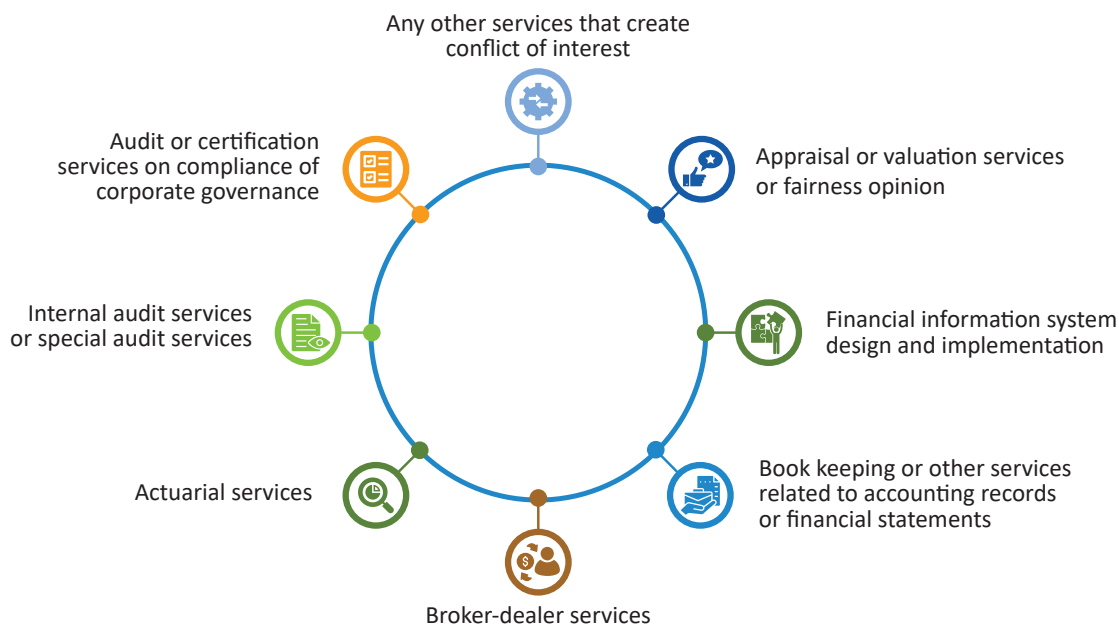 Any other services that create
conflict of interest
Appraisal or valuation services
or fairness opinion
Financial information system
design and implementation
Book keeping or other services
related to accounting records
or financial statements
Broker-dealer services
Actuarial services
Internal audit services
or special audit services
Audit or certification
services on compliance of
corporate governance
$